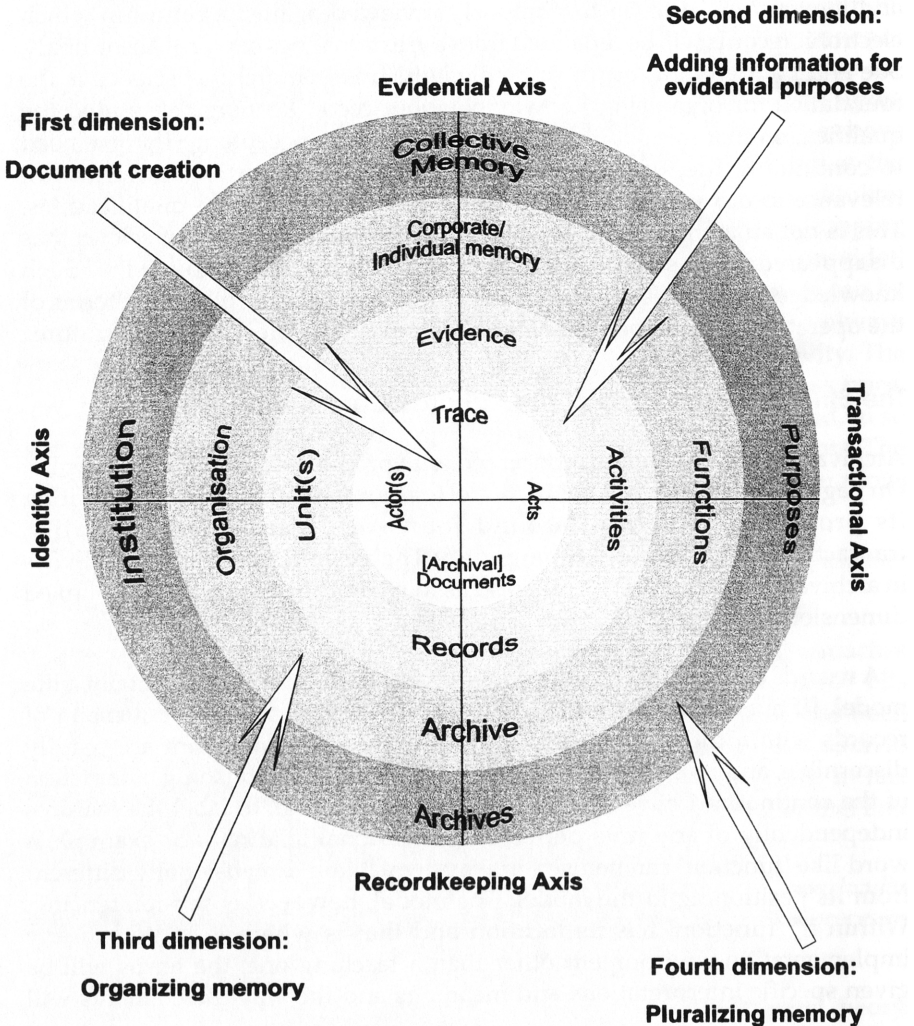 Second dimension:
Adding information for
evidential purposes
First dimension:
Document creation
Evidential Axis
Collective
Memory
Corporate/
Individual memory
Evidence
Trace
Identity Axis
Institution
Organisation
Unit(s)
Actor(s)
Acts
Activities
Functions
Purposes
Transactional Axis
[Archival]
Documents
Records
Archive
Archives
Recordkeeping Axis
Third dimension:
Organizing memory
Fourth dimension:
Pluralizing memory